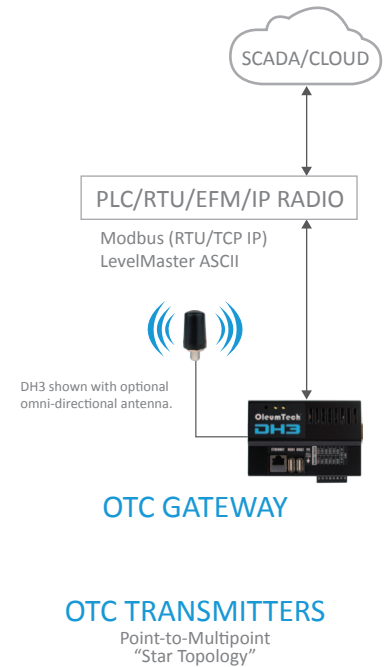 SCADA/CLOUD
PLC/RTU/EFM/IP RADIO
Modbus (RTU/TCP IP)
LevelMaster ASCII
DH3 shown with optional
omni-directional antenna.
OleumTech
DH3
OTC GATEWAY
OTC TRANSMITTERS
Point-to-Multipoint
“Star Topology”